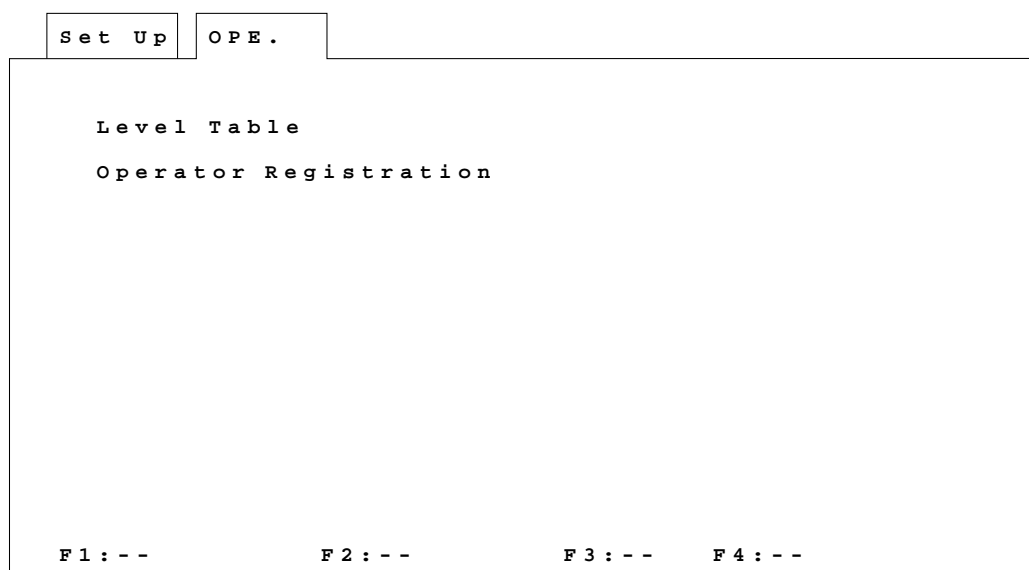 Set Up OPE.
Level Table
Operator Registration
F1:-- F2:-- F3:-- F4:--